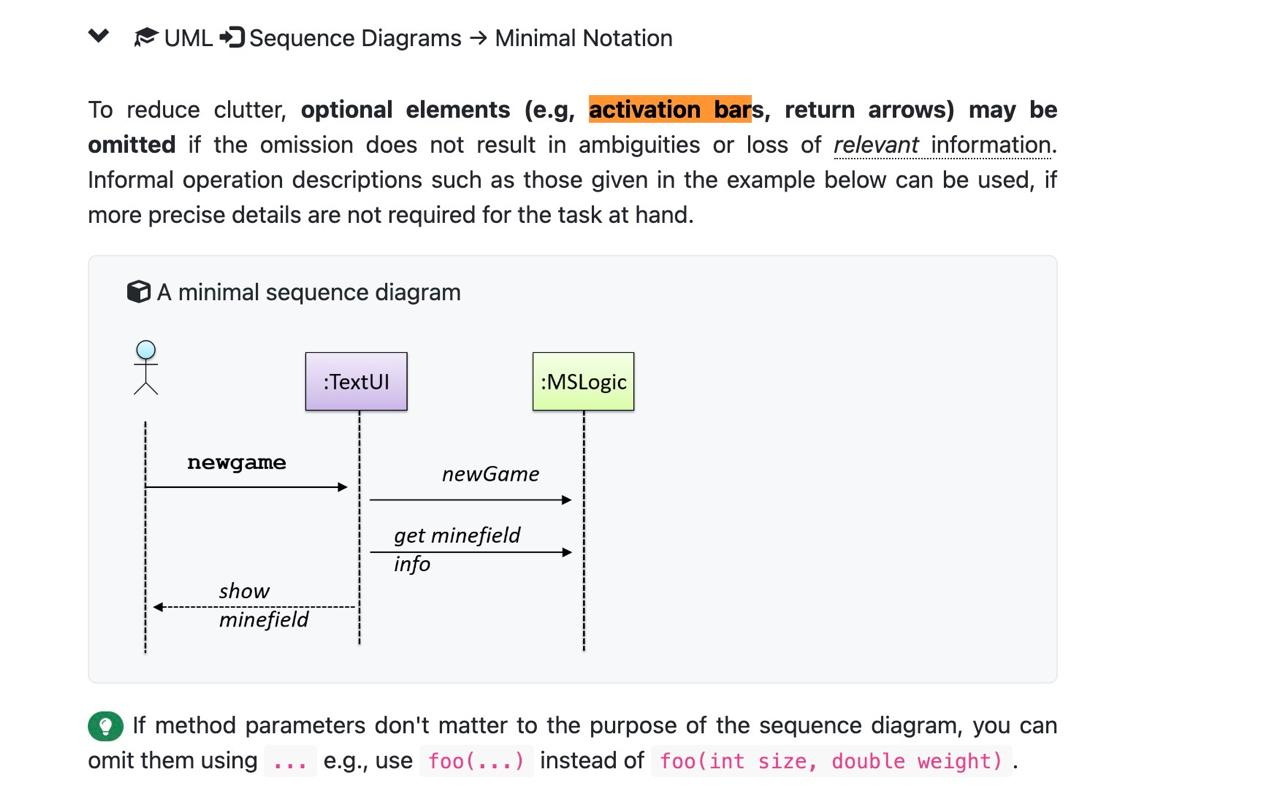 UML Sequence Diagrams → Minimal Notation
To reduce clutter, optional elements (e.g, activation bars, return arrows) may be
omitted if the omission does not result in ambiguities or loss of relevant information.
Informal operation descriptions such as those given in the example below can be used, if
more precise details are not required for the task at hand.
A minimal sequence diagram
:TextUI
:MSLogic
newgame
newGame
get minefield
info
show
minefield
If method parameters don't matter to the purpose of the sequence diagram, you can
omit them using ... e.g., use foo(...) instead of foo(int size, double weight) .